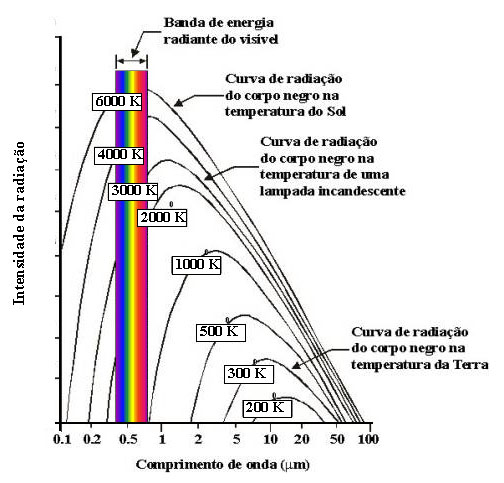 Banda de energia
radiante do visível
Curva de radiação
do corpo negro na
temperatura do Sol
6000 K
Curva de radiação
do corpo negro na
temperatura de uma
lampada incandescente
4000 K
3000 K
2000 K
1000 K
500 K
Curva de radiação
do corpo negro na
temperatura da Terra
300 K
200 K
Intensidade da radiação
0.1 0.2 0.5 1 2 5 10 20 50 100
Comprimento de onda (µm)